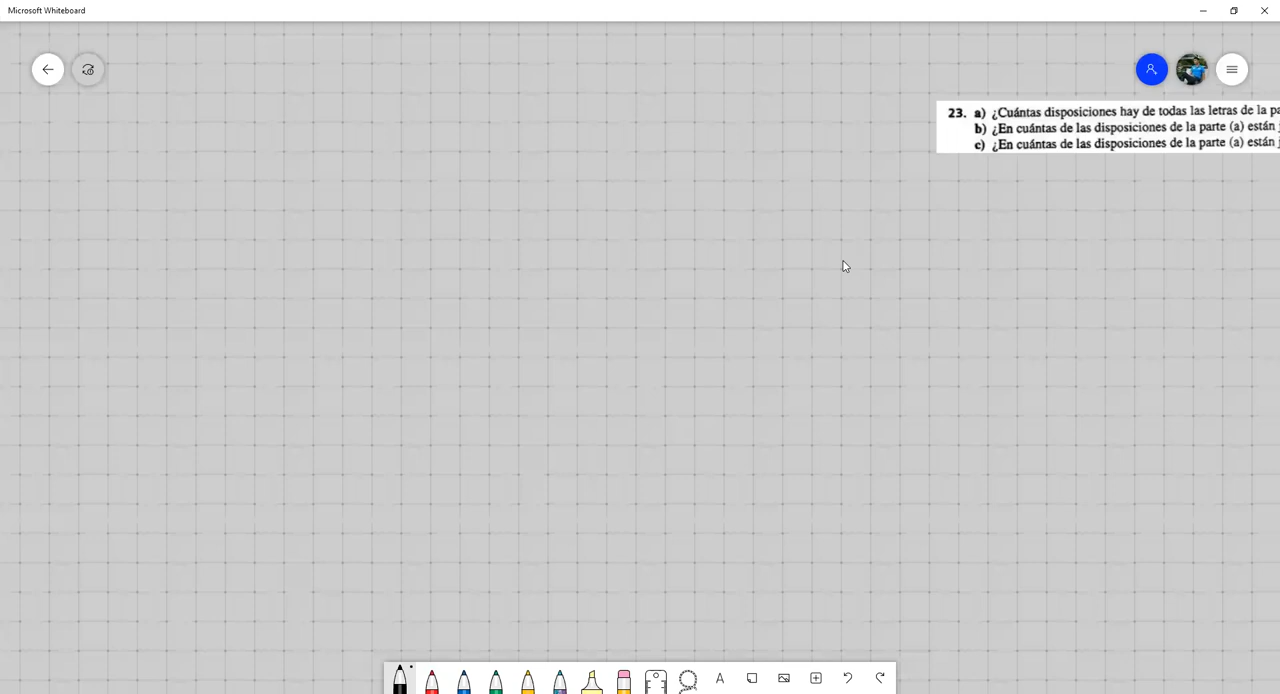 Microsoft Whiteboard
23. a) ¿Cuántas disposiciones hay de todas las letras de la
b) ¿En cuántas de las disposiciones de la parte (a) están
c) ¿En cuántas de las disposiciones de la parte (a) están
A